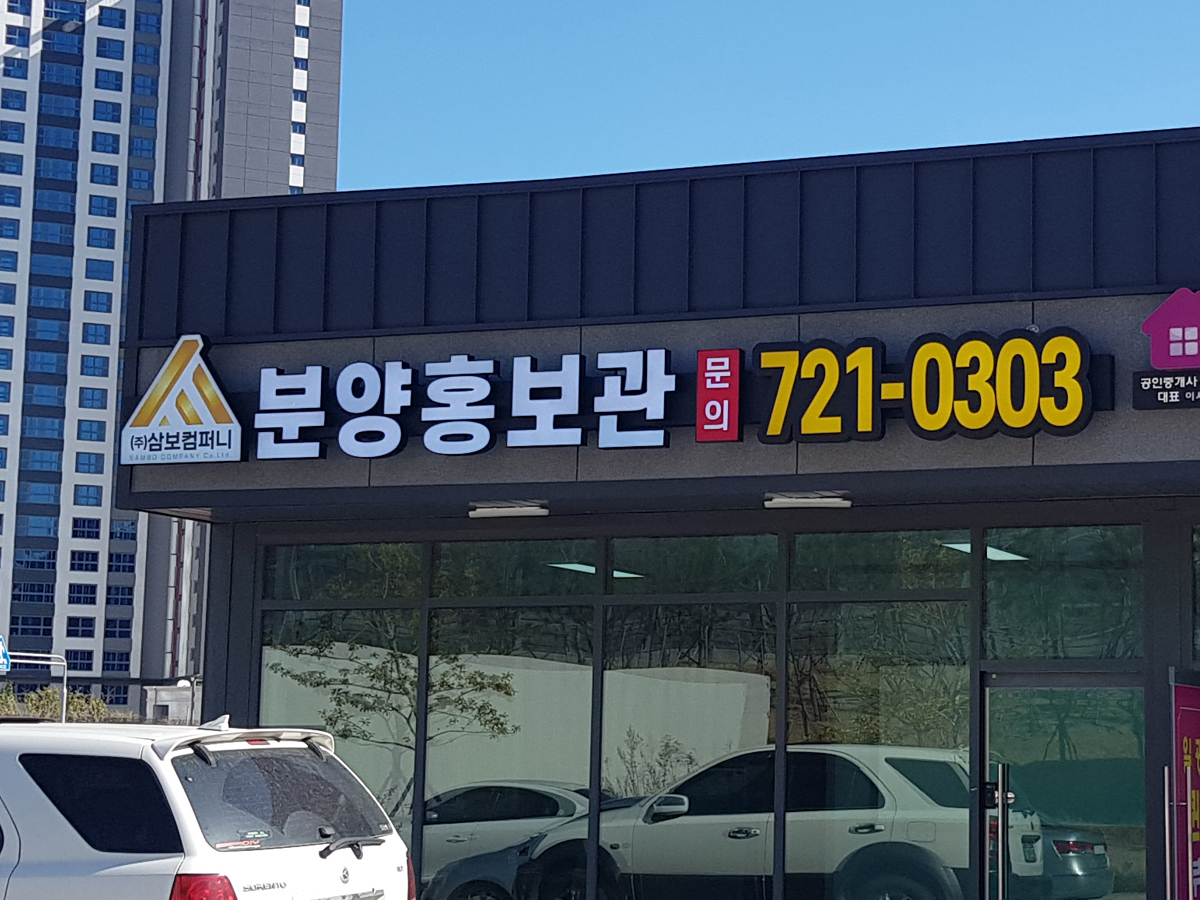 (주)삼보컴퍼니
SAMBO COMPANY Co.Ltd.
분양홍보관
문의
721-0303
공인중개사
대표 이
SORENTO